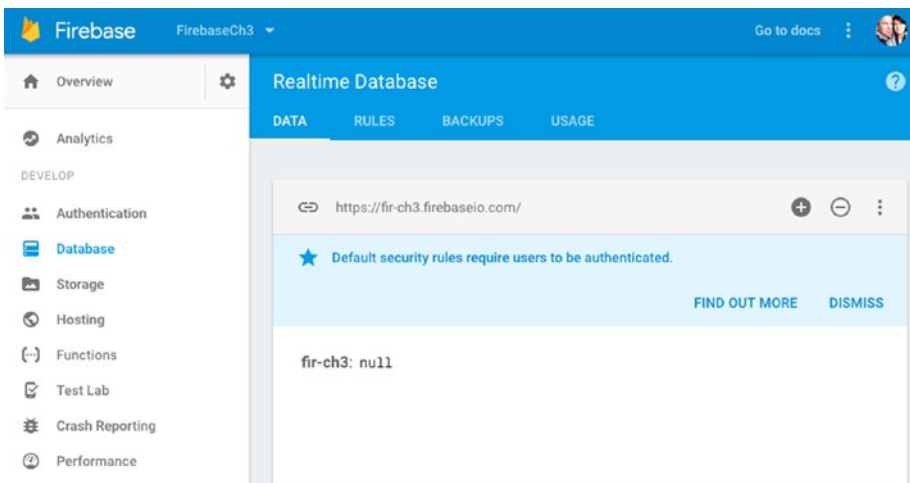 Firebase FirebaseCh3 Go to docs
Overview
Realtime Database
DATA RULES BACKUPS USAGE
Analytics
DEVELOP
Authentication
https://fir-ch3.firebaseio.com/
Database
Default security rules require users to be authenticated.
Storage
FIND OUT MORE DISMISS
Hosting
Functions
fir-ch3: null
Test Lab
Crash Reporting
Performance